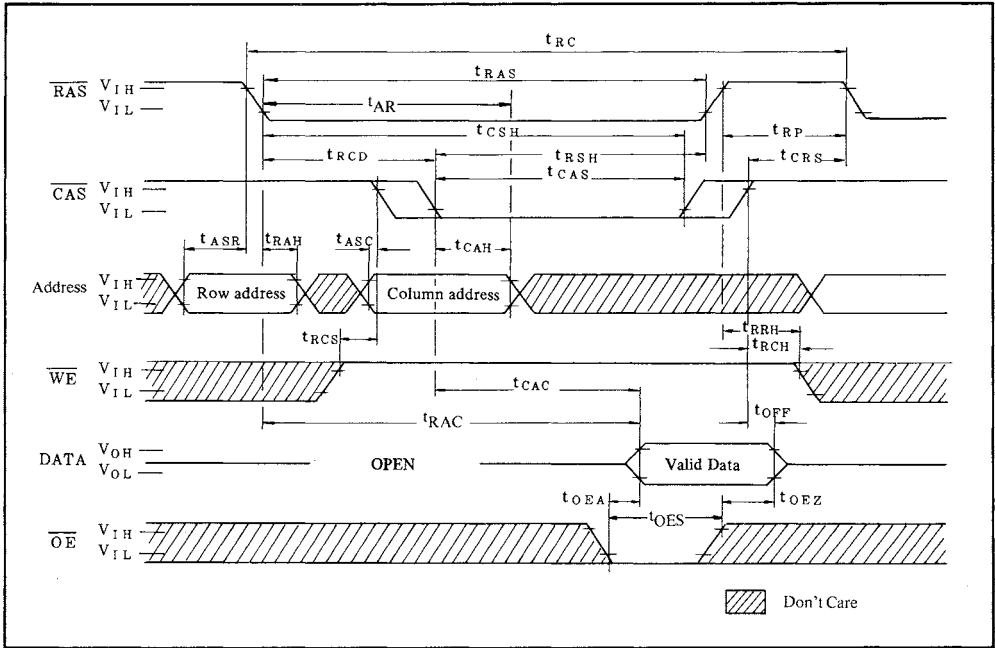 tRC
tRAS
RAS VIH
VIL
tAR
tCSH
tRP
tRCD
tRSH
tCRS
tCAS
CAS VIH
VIL
tASR
tRAH
tASC
tCAH
Address VIH
VIL
Row address
Column address
tRCS
tRRH
tRCH
WE VIH
VIL
tCAC
tRAC
tOFF
DATA VOH
VOL
OPEN
Valid Data
tOEA
tOES
tOEZ
OE VIH
VIL
Don't Care